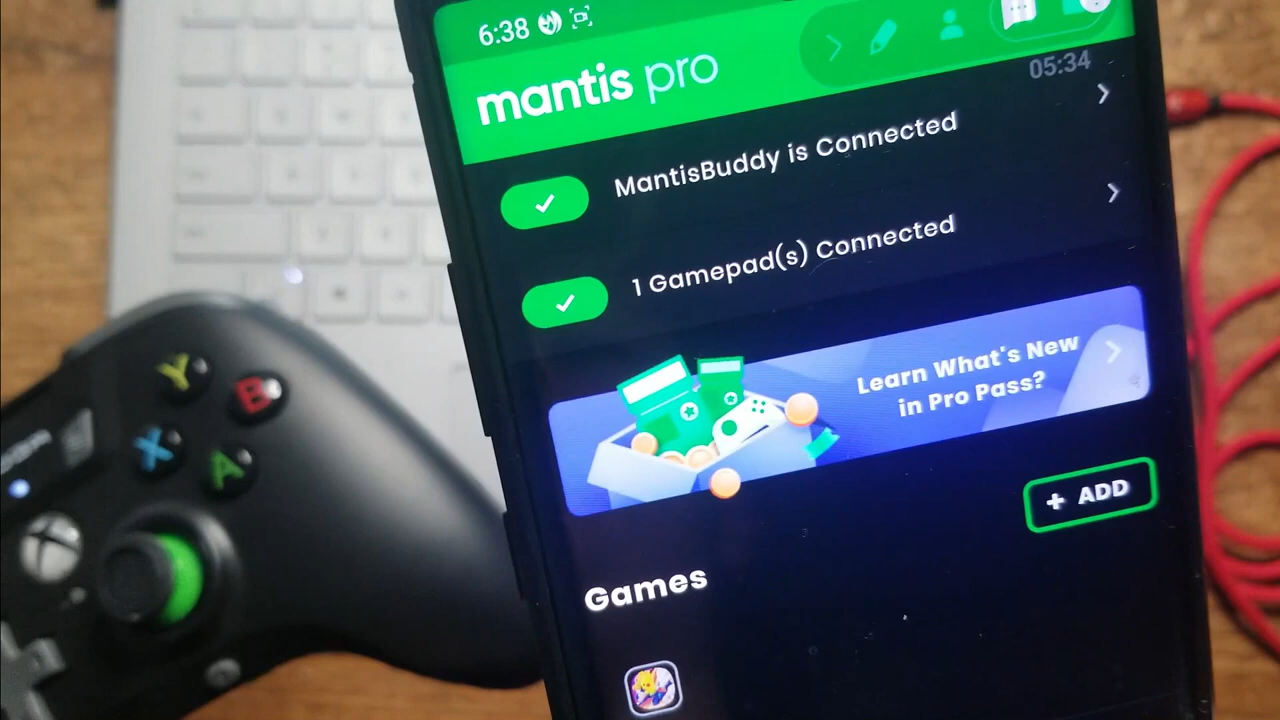 6:38
mantis pro
05:34
MantisBuddy is Connected
1 Gamepad(s) Connected
Learn What's New
in Pro Pass?
+ ADD
Games
Y
B
X
A